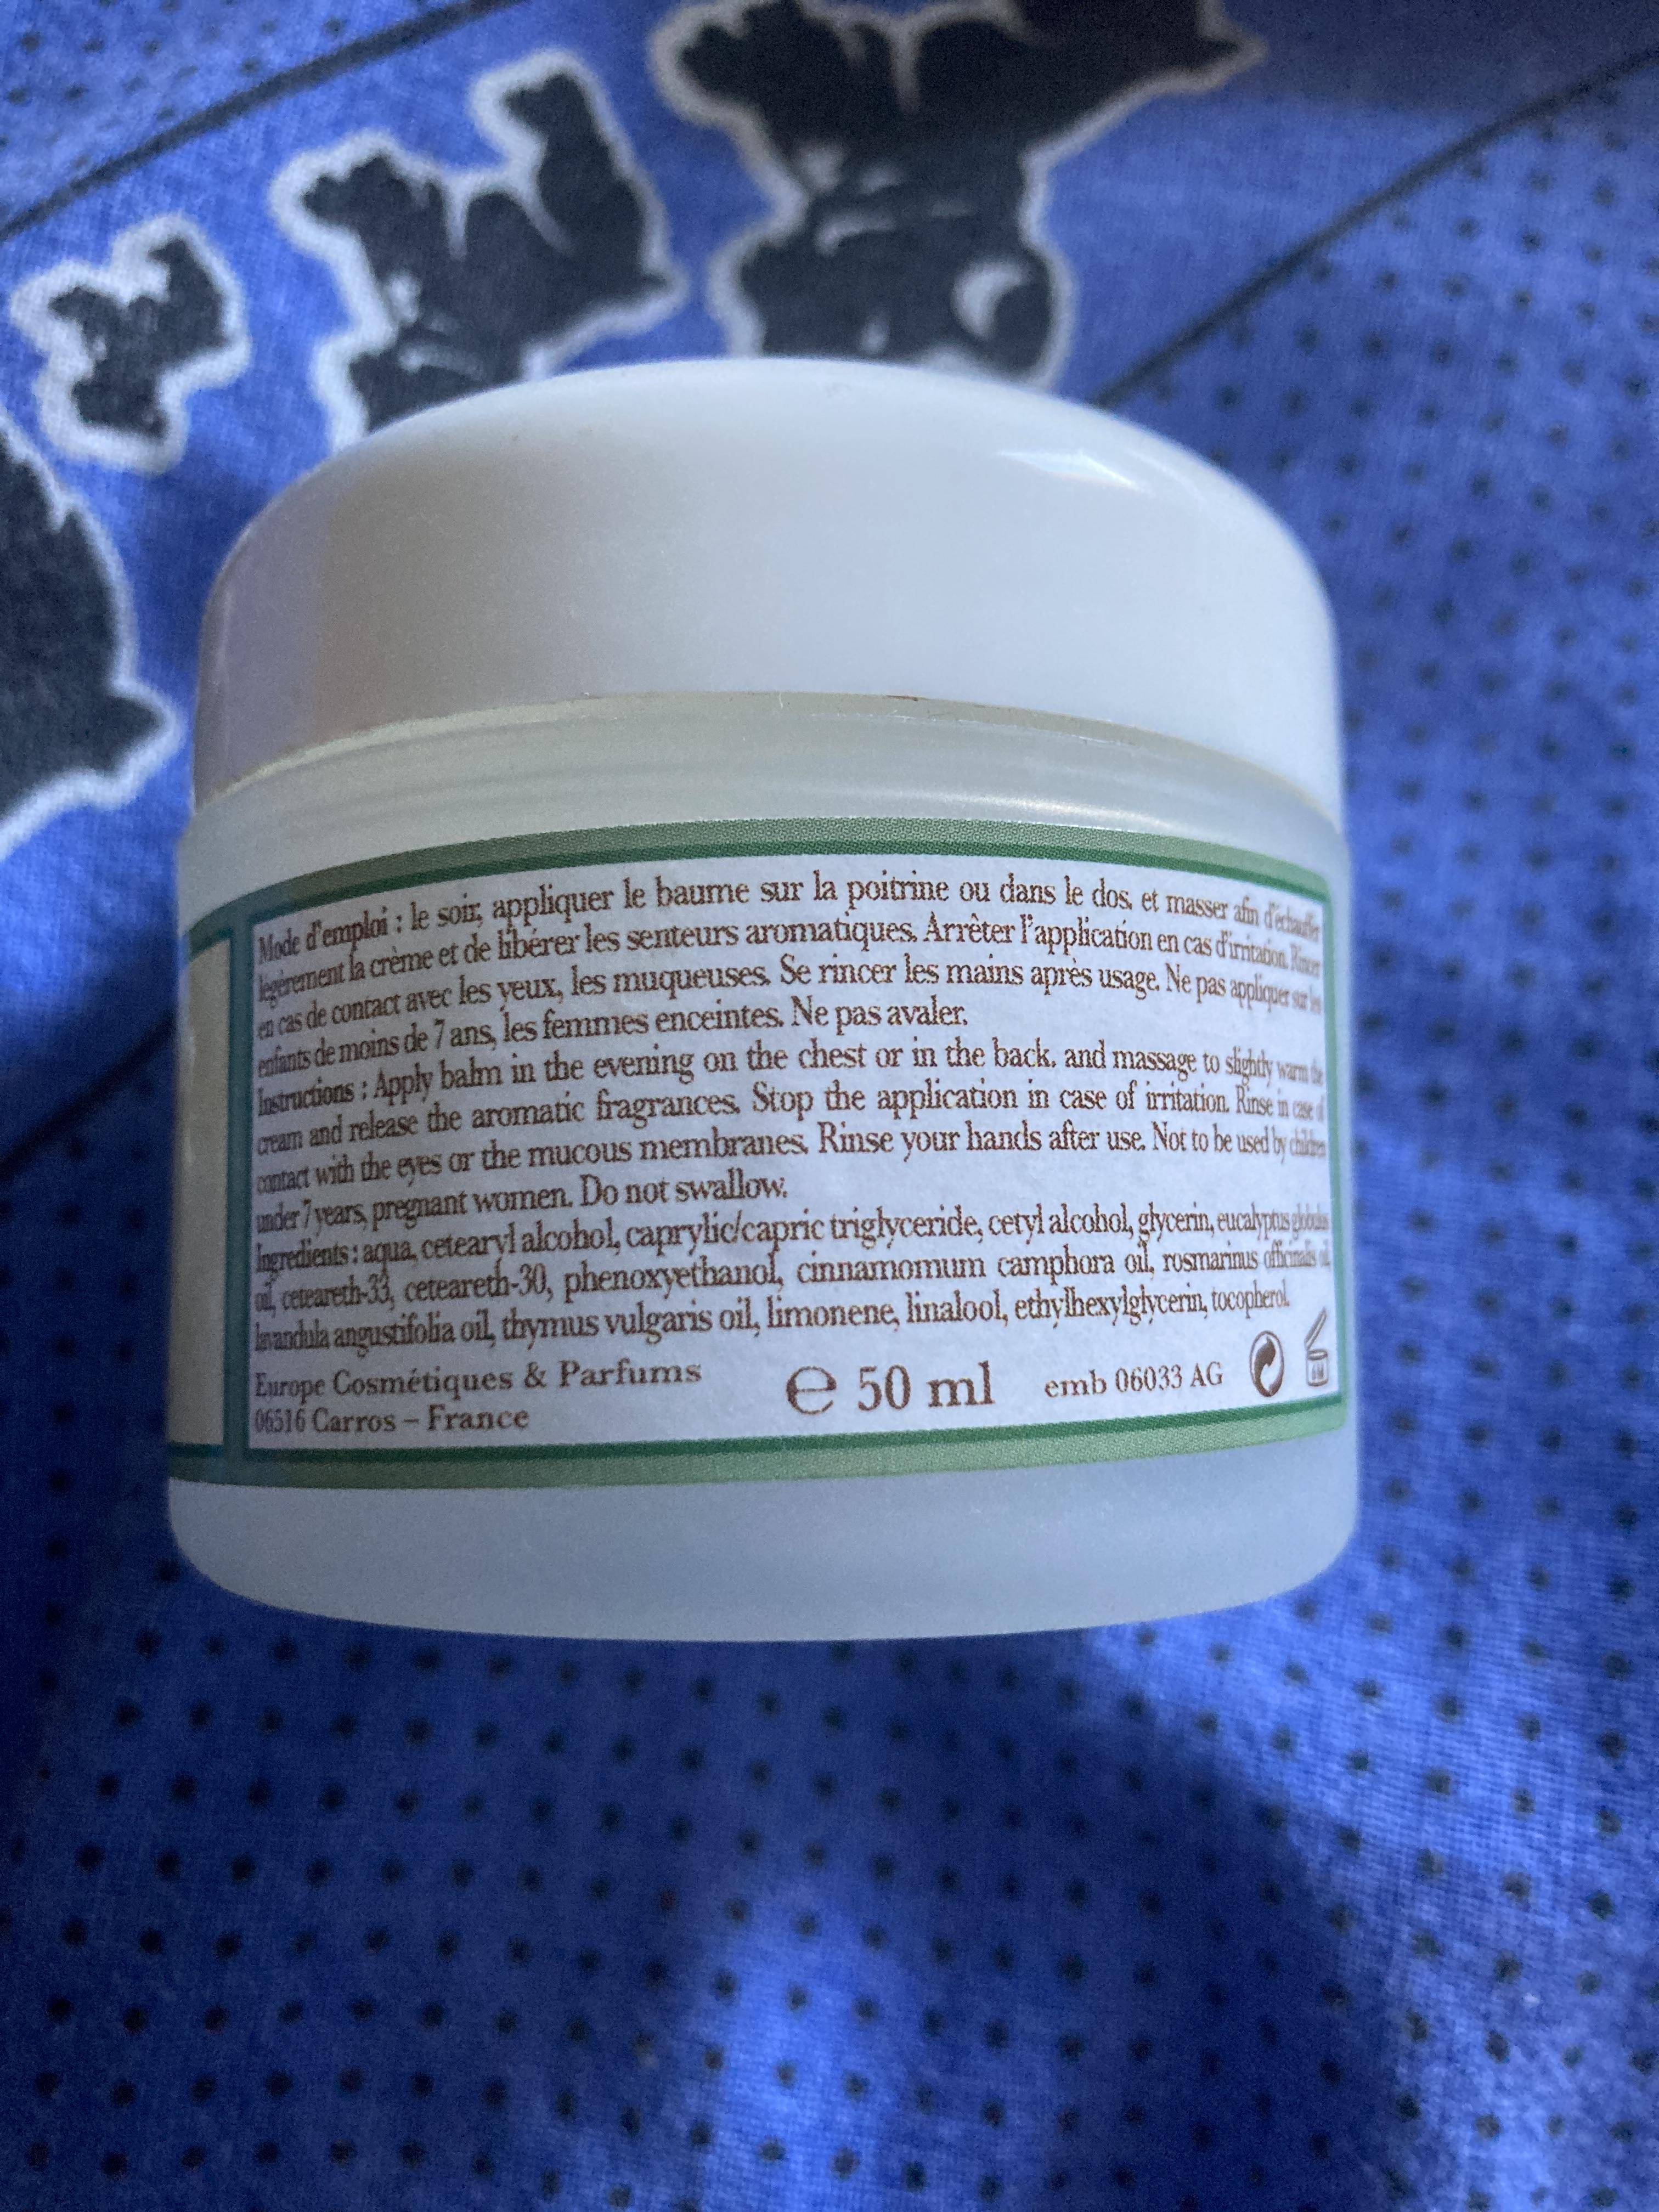 Mode d'emploi : le soir, appliquer le baume sur la poitrine ou dans le dos, et masser afin d'échauffer
légèrement la crème et de libérer les senteurs aromatiques. Arrêter l'application en cas d'irritation. Rincer
en cas de contact avec les yeux, les muqueuses. Se rincer les mains après usage. Ne pas appliquer sur les
enfants de moins de 7 ans, les femmes enceintes. Ne pas avaler.
Instructions : Apply balm in the evening on the chest or in the back, and massage to slightly warm the
cream and release the aromatic fragrances. Stop the application in case of irritation. Rinse in case of
contact with the eyes or the mucous membranes. Rinse your hands after use. Not to be used by children
under 7 years, pregnant women. Do not swallow.
Ingredients : aqua, cetearyl alcohol, caprylic/capric triglyceride, cetyl alcohol, glycerin, eucalyptus globulus
oil, ceteareth-33, ceteareth-30, phenoxyethanol, cinnamomum camphora oil, rosmarinus officinalis oil,
lavandula angustifolia oil, thymus vulgaris oil, limonene, linalool, ethylhexylglycerin, tocopherol.
Europe Cosmétiques & Parfums
06516 Carros – France
℮ 50 ml
emb 06033 AG